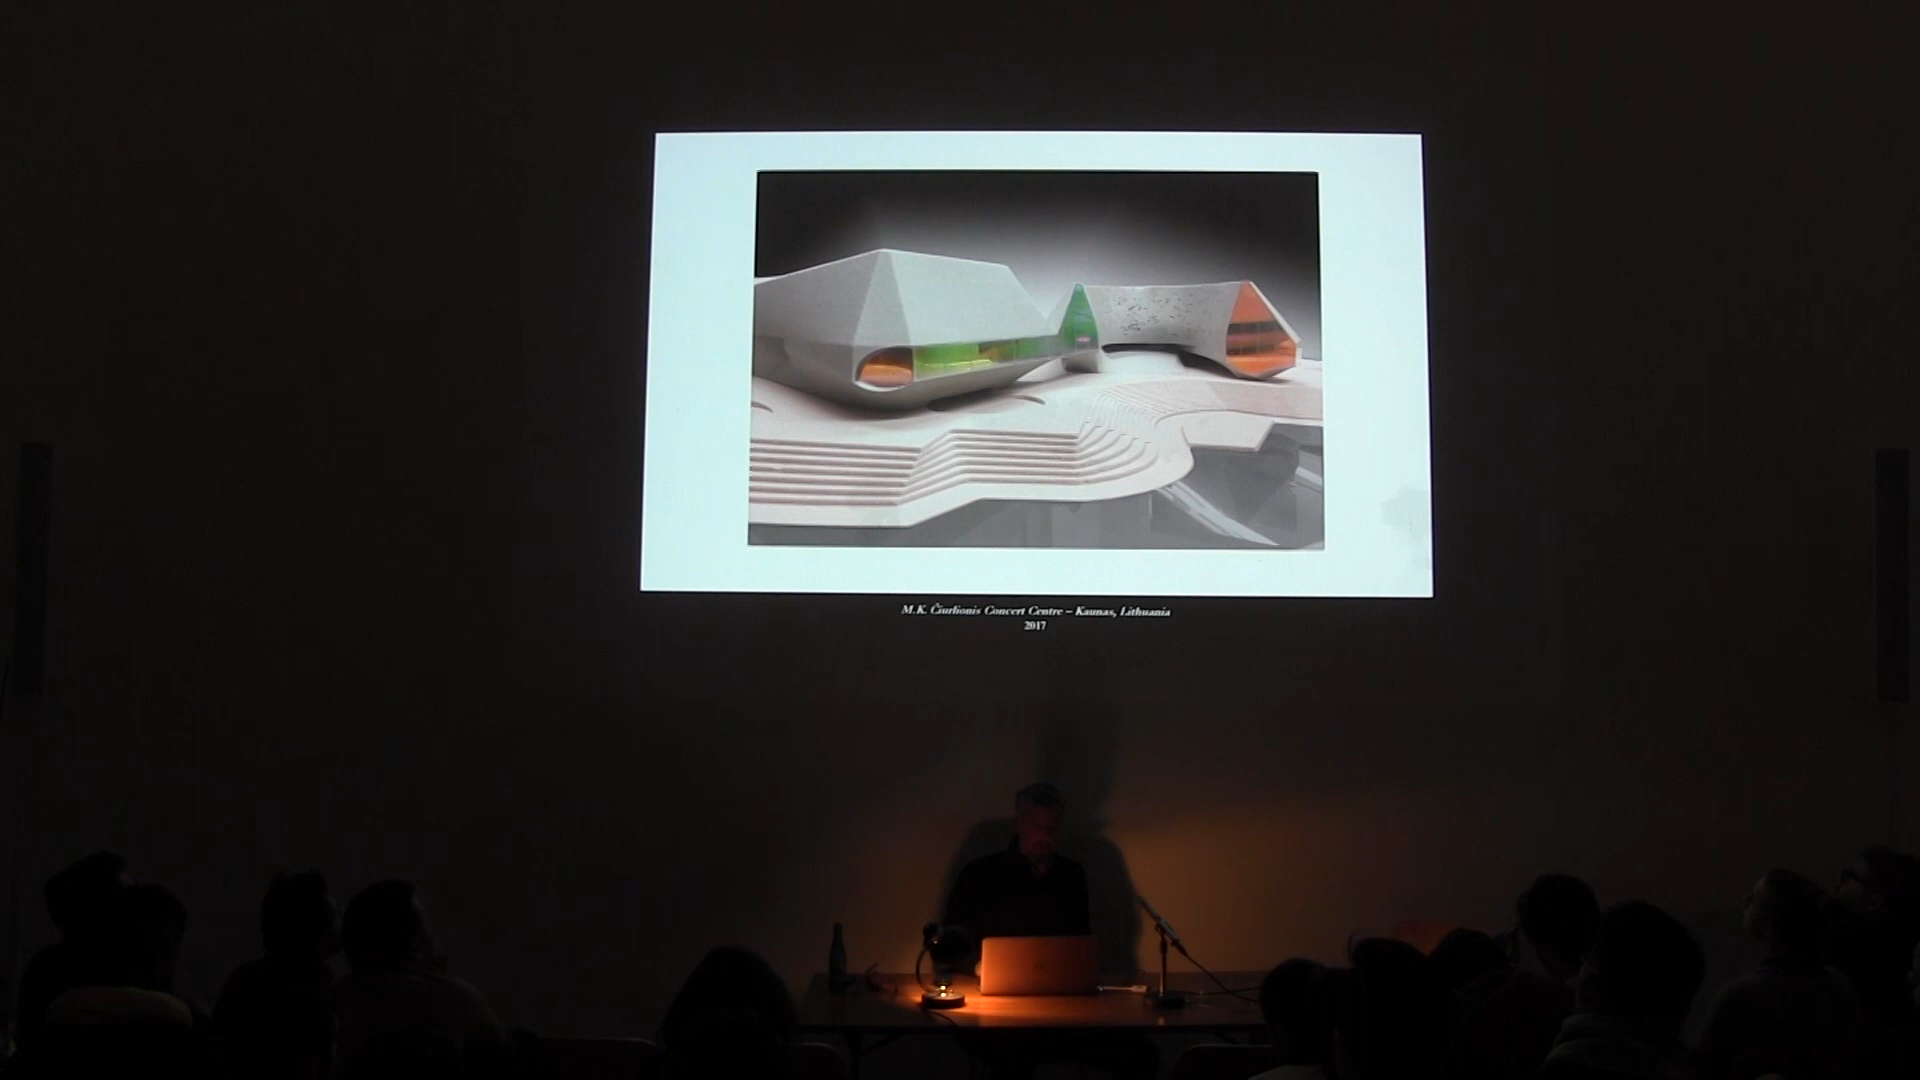 M.K. Čiurlionis Concert Centre – Kaunas, Lithuania
2017